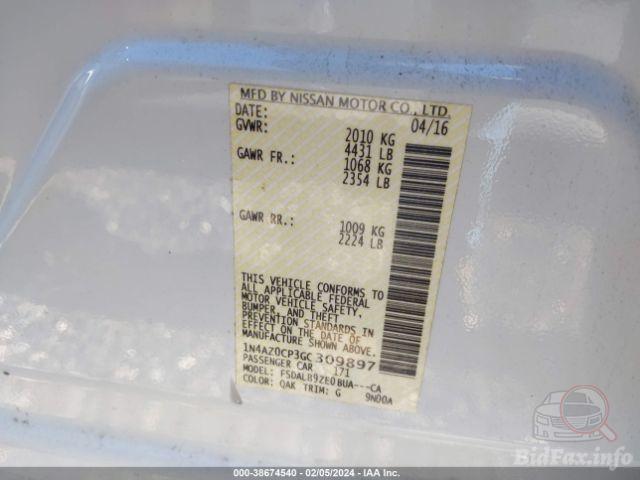 MFD BY NISSAN MOTOR CO., LTD.
DATE: 04/16
GVWR: 2010 KG
4431 LB
GAWR FR.: 1068 KG
2354 LB
GAWR RR.: 1009 KG
2224 LB
THIS VEHICLE CONFORMS TO
ALL APPLICABLE FEDERAL
MOTOR VEHICLE SAFETY,
BUMPER, AND THEFT
PREVENTION STANDARDS IN
EFFECT ON THE DATE OF
MANUFACTURE SHOWN ABOVE.
1N4AZ0CP3GC309897
PASSENGER CAR 171
MODEL: FSDALB9ZE0BUA---CA
COLOR: QAK TRIM: G 9N00A
000-38674540 - 02/05/2024 - IAA Inc.
BidFax.info